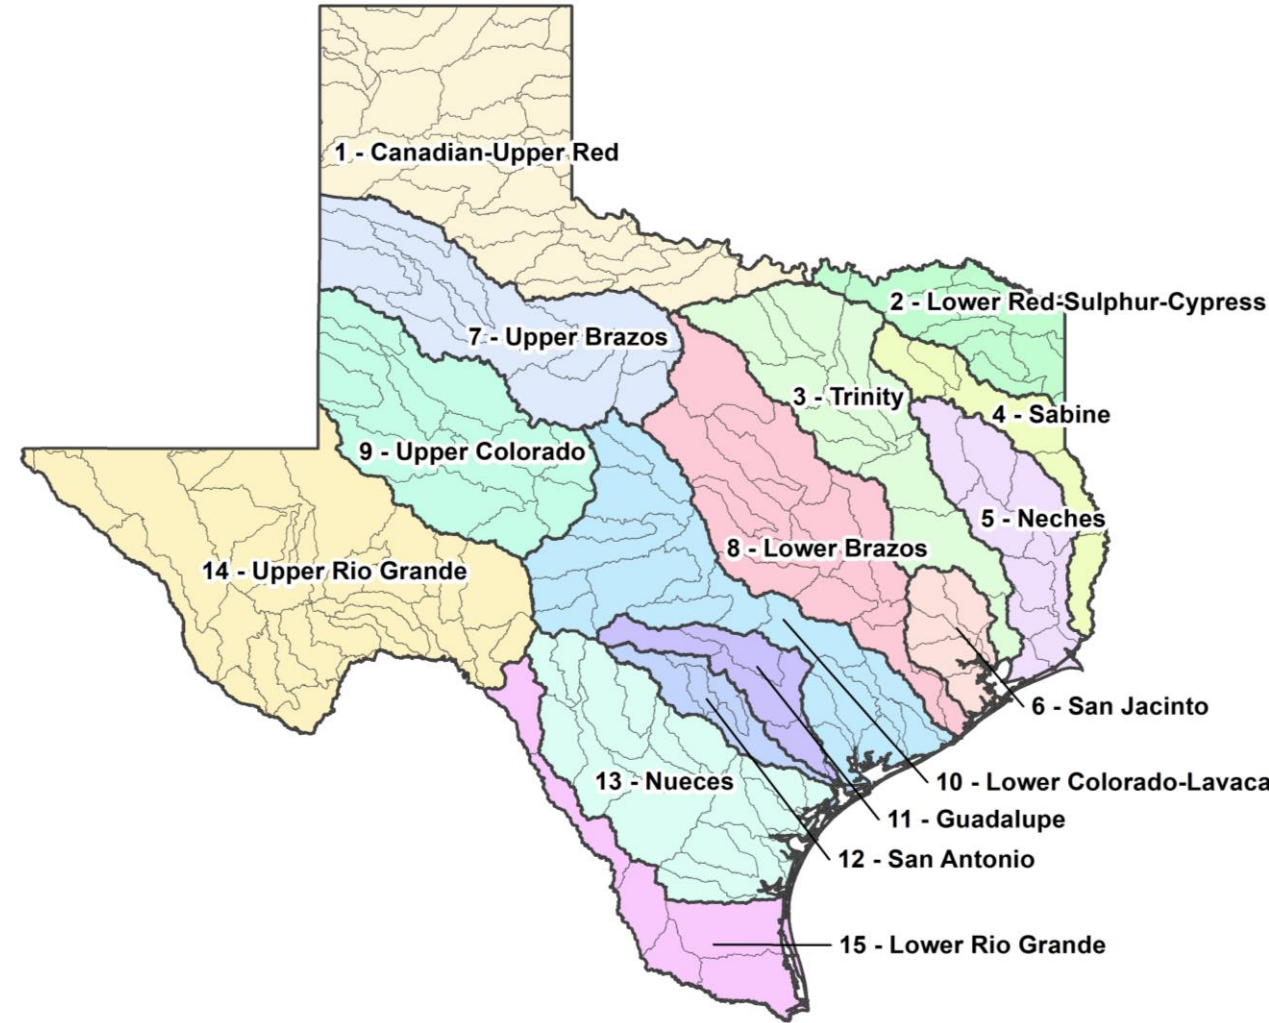 1 - Canadian-Upper Red
2 - Lower Red-Sulphur-Cypress
7 - Upper Brazos
3 - Trinity
4 - Sabine
9 - Upper Colorado
5 - Neches
8 - Lower Brazos
14 - Upper Rio Grande
6 - San Jacinto
13 - Nueces
10 - Lower Colorado-Lavaca
11 - Guadalupe
12 - San Antonio
15 - Lower Rio Grande